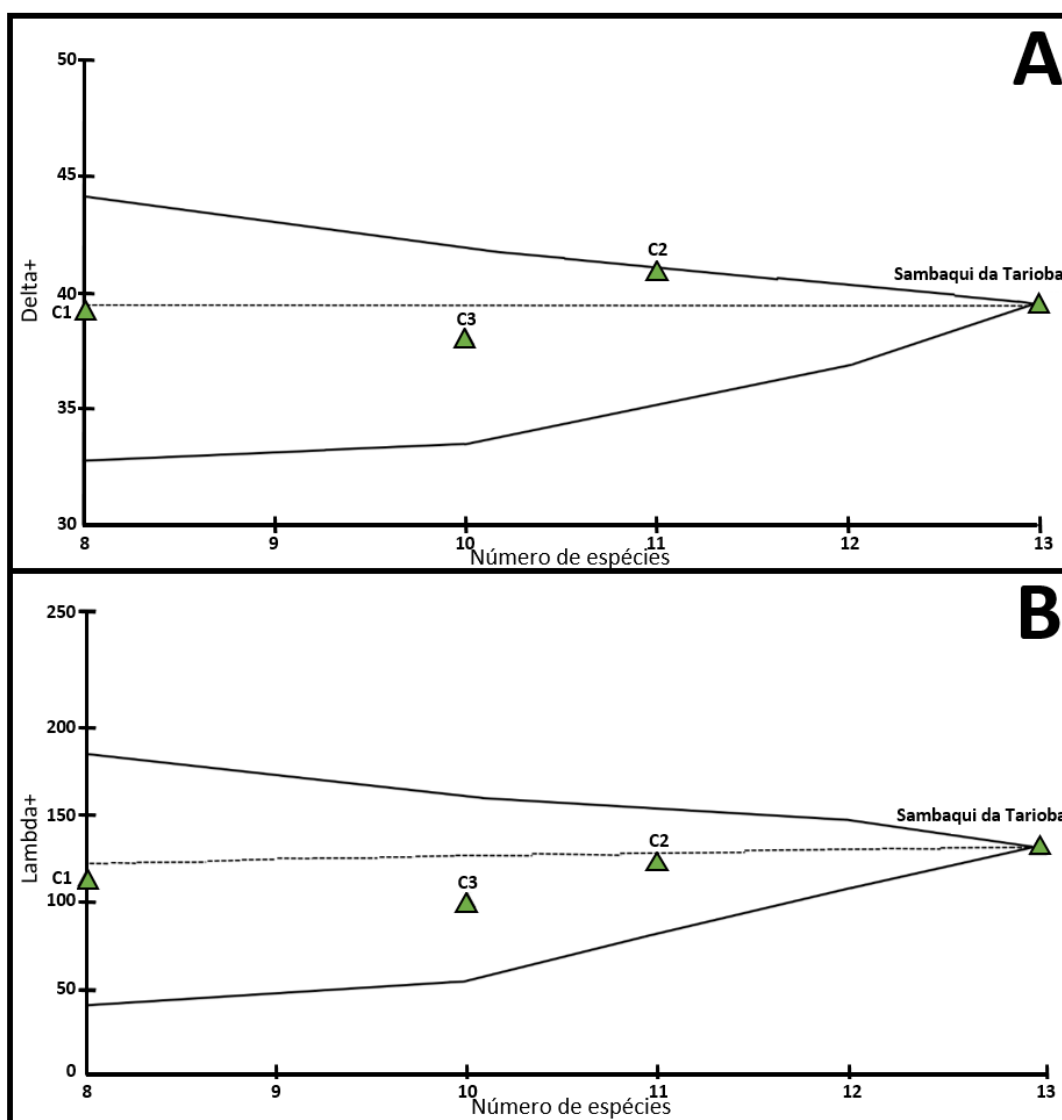 A
50
45
40
35
30
Delta+
C1
C3
C2
Sambaqui da Tarioba
8 9 10 11 12 13
Número de espécies
B
250
200
150
100
50
0
Lambda+
C1
C3
C2
Sambaqui da Tarioba
8 9 10 11 12 13
Número de espécies